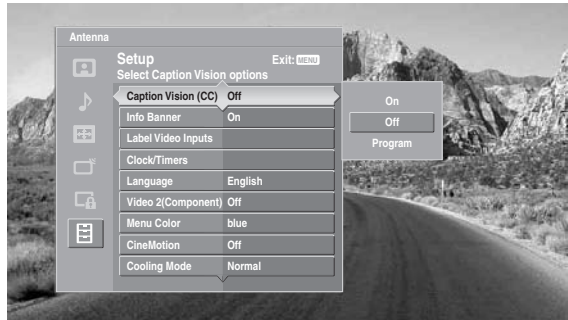 Antenna
Setup Exit: MENU
Select Caption Vision options
Caption Vision (CC) Off
Info Banner On
Label Video Inputs
Clock/Timers
Language English
Video 2(Component) Off
Menu Color blue
CineMotion Off
Cooling Mode Normal
On
Off
Program